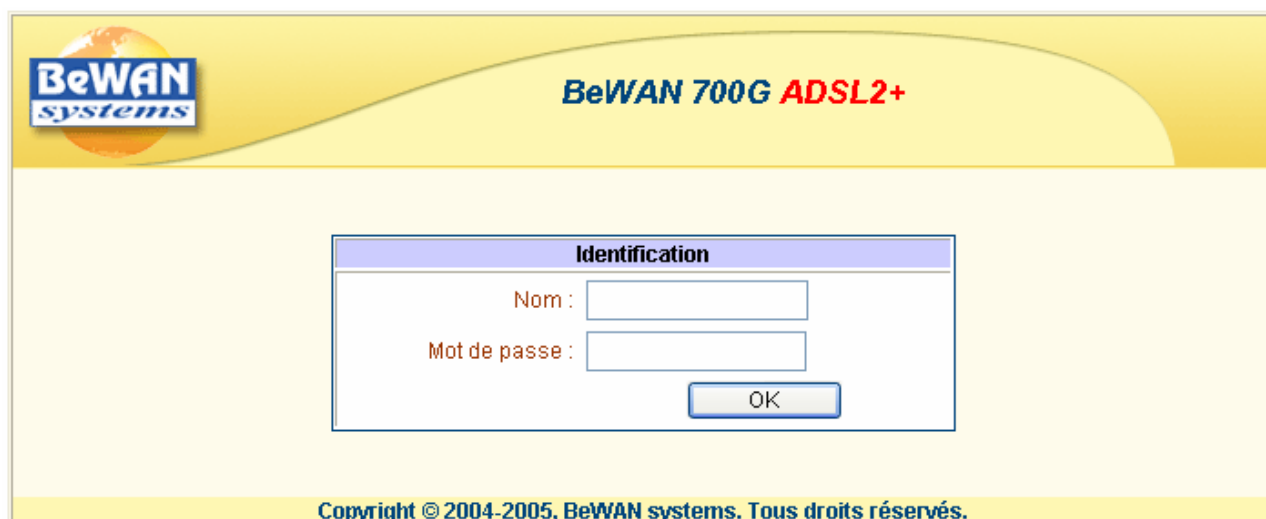 BeWAN
systems
BeWAN 700G ADSL2+
Identification
Nom :
Mot de passe :
OK
Copyright © 2004-2005. BeWAN systems. Tous droits réservés.